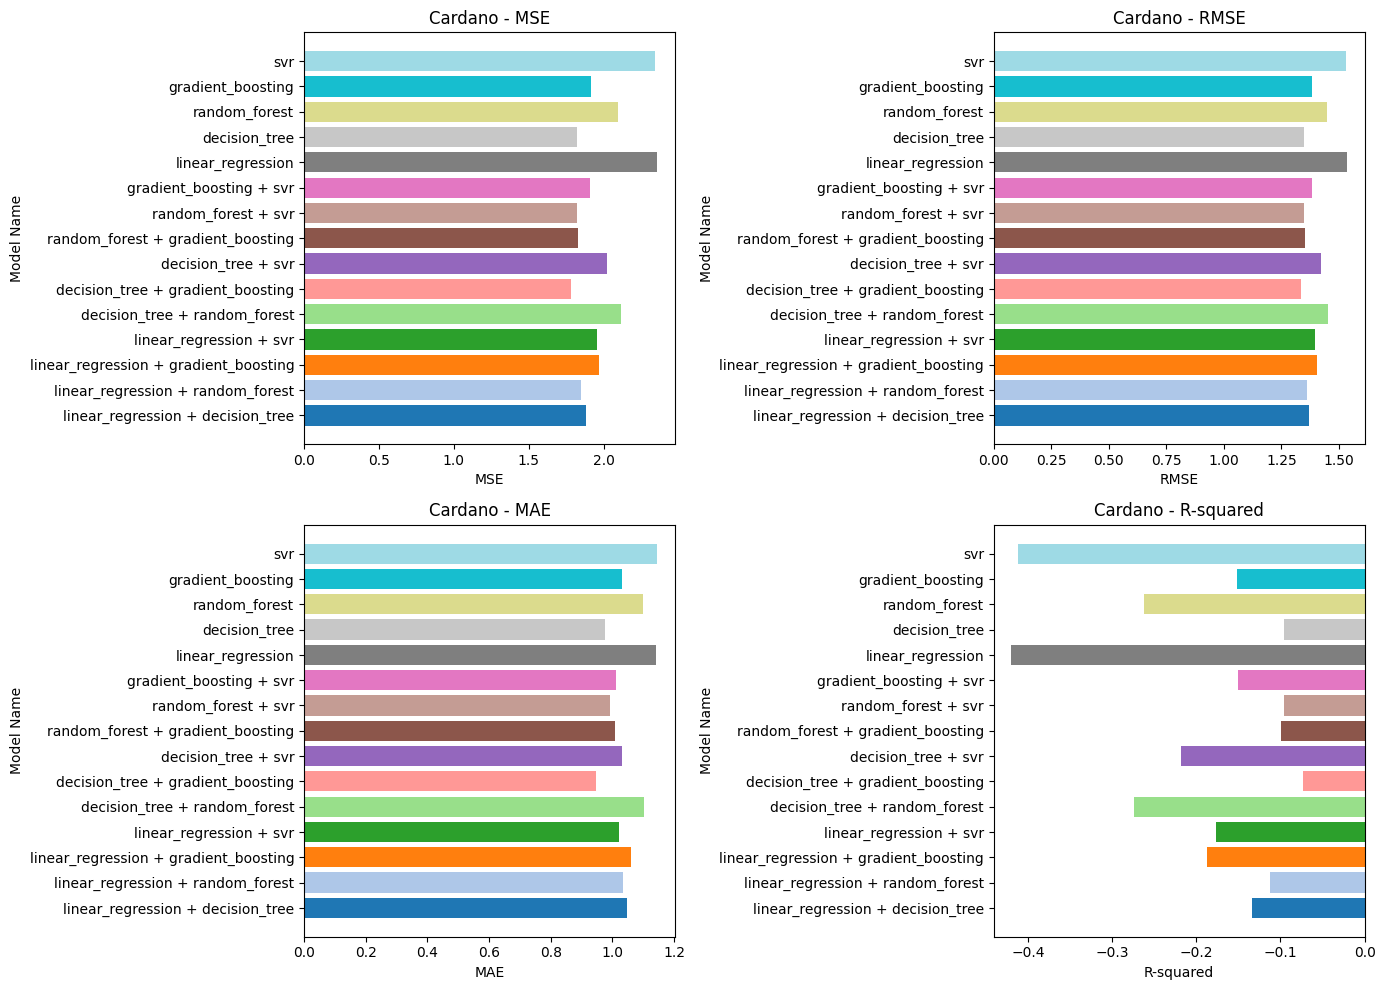 Cardano - MSE
Model Name
svr
gradient_boosting
random_forest
decision_tree
linear_regression
gradient_boosting + svr
random_forest + svr
random_forest + gradient_boosting
decision_tree + svr
decision_tree + gradient_boosting
decision_tree + random_forest
linear_regression + svr
linear_regression + gradient_boosting
linear_regression + random_forest
linear_regression + decision_tree
0.0 0.5 1.0 1.5 2.0
MSE
Cardano - RMSE
Model Name
svr
gradient_boosting
random_forest
decision_tree
linear_regression
gradient_boosting + svr
random_forest + svr
random_forest + gradient_boosting
decision_tree + svr
decision_tree + gradient_boosting
decision_tree + random_forest
linear_regression + svr
linear_regression + gradient_boosting
linear_regression + random_forest
linear_regression + decision_tree
0.00 0.25 0.50 0.75 1.00 1.25 1.50
RMSE
Cardano - MAE
Model Name
svr
gradient_boosting
random_forest
decision_tree
linear_regression
gradient_boosting + svr
random_forest + svr
random_forest + gradient_boosting
decision_tree + svr
decision_tree + gradient_boosting
decision_tree + random_forest
linear_regression + svr
linear_regression + gradient_boosting
linear_regression + random_forest
linear_regression + decision_tree
0.0 0.2 0.4 0.6 0.8 1.0 1.2
MAE
Cardano - R-squared
Model Name
svr
gradient_boosting
random_forest
decision_tree
linear_regression
gradient_boosting + svr
random_forest + svr
random_forest + gradient_boosting
decision_tree + svr
decision_tree + gradient_boosting
decision_tree + random_forest
linear_regression + svr
linear_regression + gradient_boosting
linear_regression + random_forest
linear_regression + decision_tree
−0.4 −0.3 −0.2 −0.1 0.0
R-squared